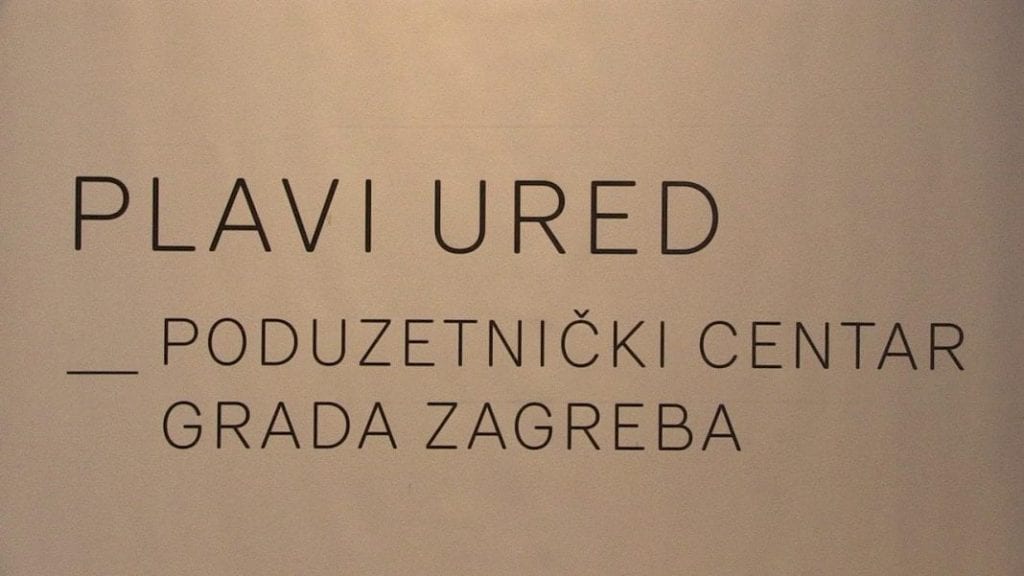 PLAVI URED
__ PODUZETNIČKI CENTAR
GRADA ZAGREBA